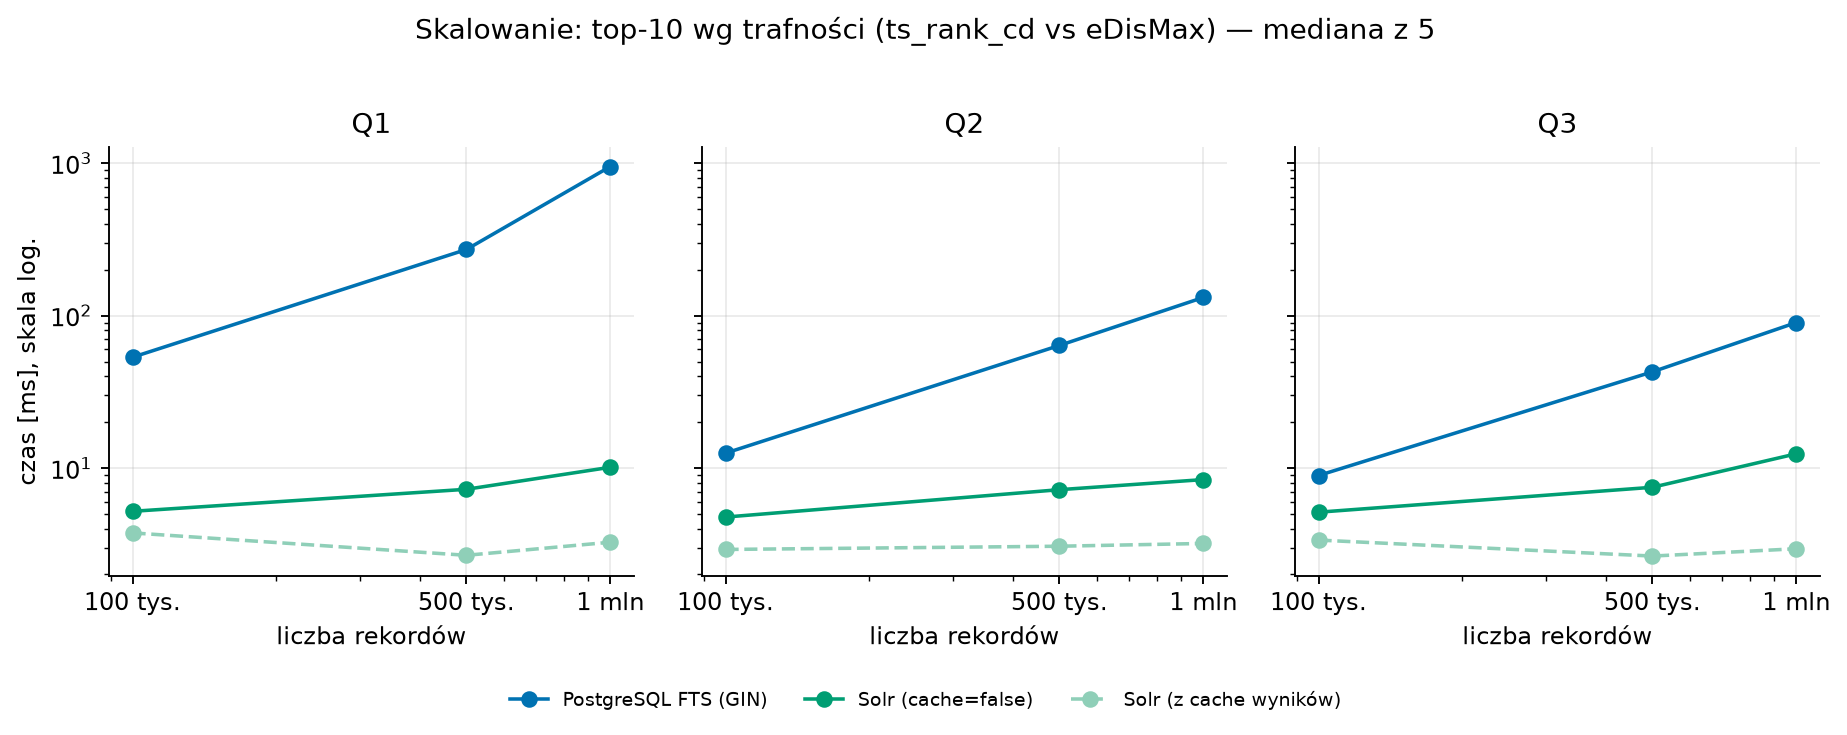 Skalowanie: top-10 wg trafności (ts_rank_cd vs eDisMax) — mediana z 5
Q1
Q2
Q3
czas [ms], skala log.
10³
10²
10¹
100 tys.
500 tys.
1 mln
100 tys.
500 tys.
1 mln
100 tys.
500 tys.
1 mln
liczba rekordów
liczba rekordów
liczba rekordów
PostgreSQL FTS (GIN)
Solr (cache=false)
Solr (z cache wyników)